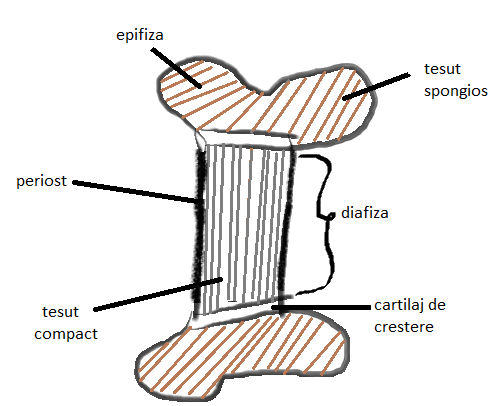 epifiza
tesut
spongios
periost
diafiza
tesut
compact
cartilaj de
crestere